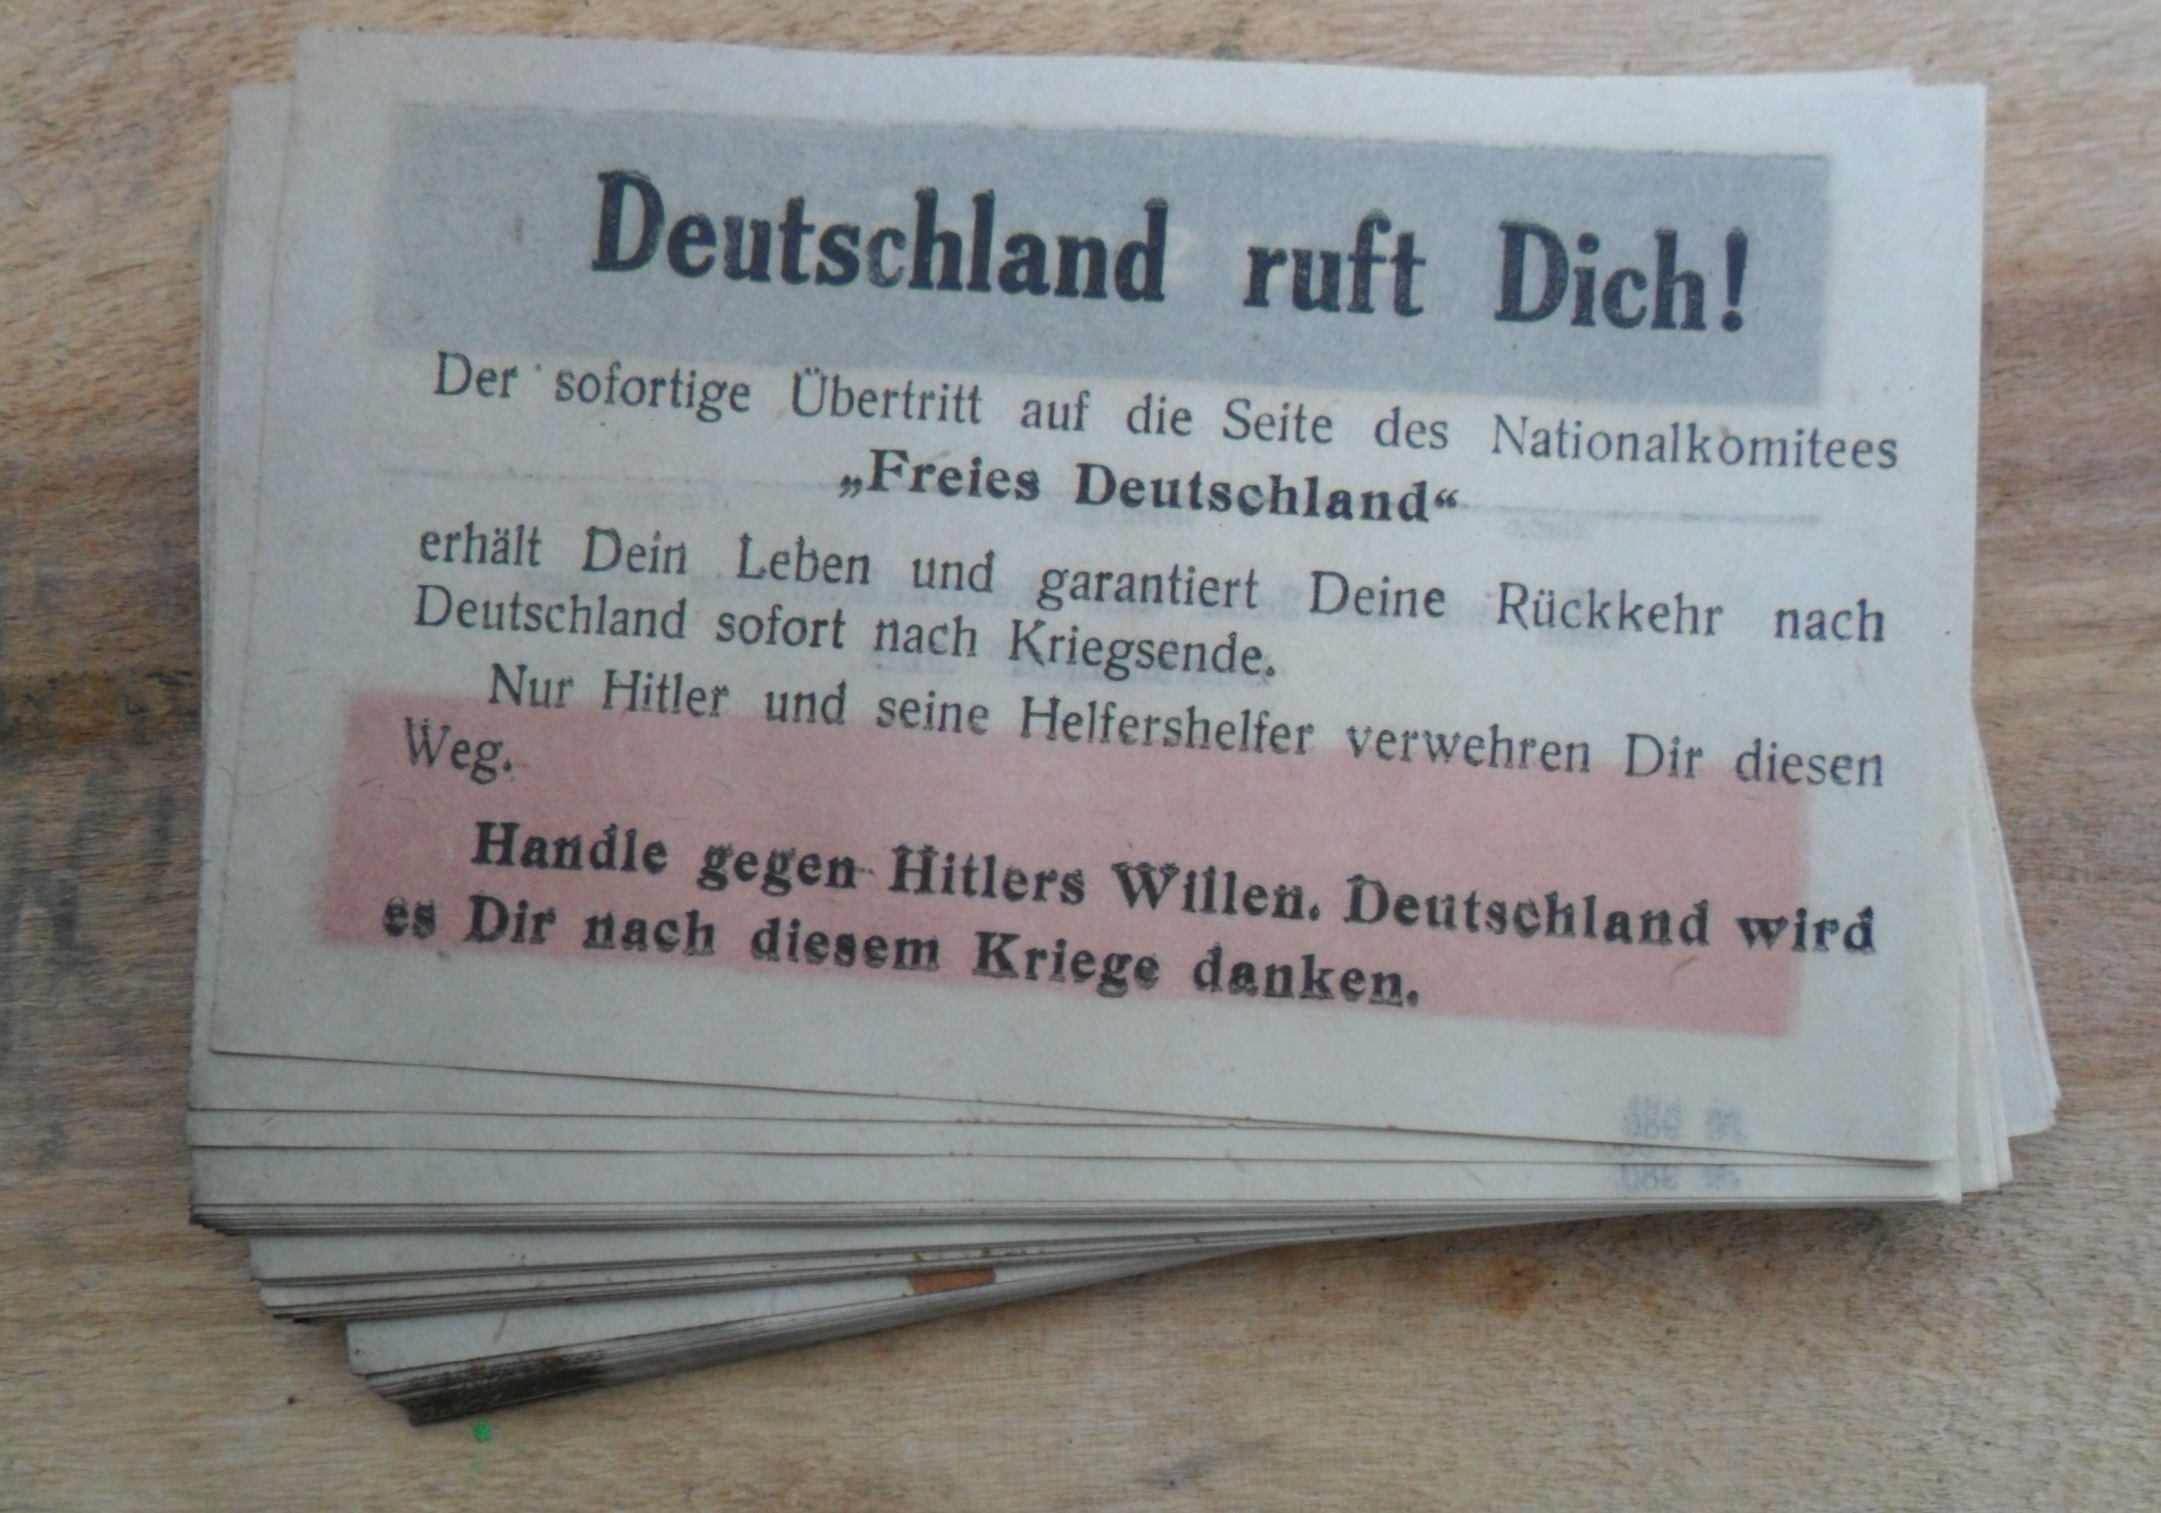 Deutschland ruft Dich!
Der sofortige Übertritt auf die Seite des Nationalkomitees
„Freies Deutschland“
erhält Dein Leben und garantiert Deine Rückkehr nach
Deutschland sofort nach Kriegsende.
Nur Hitler und seine Helfershelfer verwehren Dir diesen
Weg.
Handle gegen Hitlers Willen. Deutschland wird
es Dir nach diesem Kriege danken.